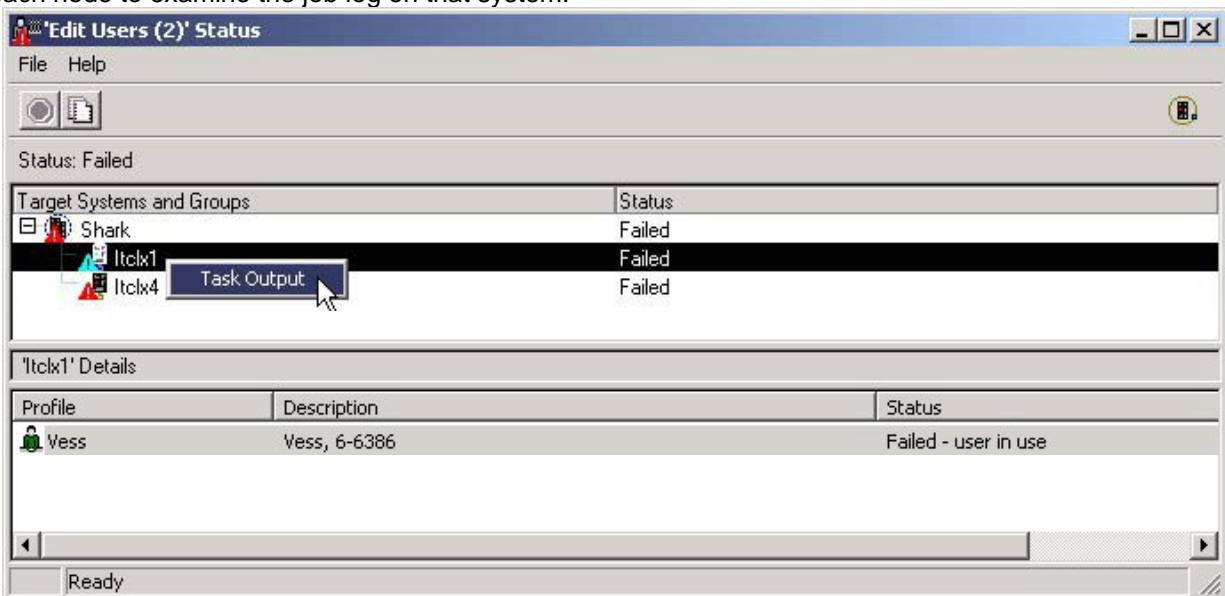 each node to examine the job log on that system.
'Edit Users (2)' Status
File Help
Status: Failed
Target Systems and Groups Status
Shark Failed
ltclx1 Failed
Task Output
ltclx4 Failed
'ltclx1' Details
Profile Description Status
Vess Vess, 6-6386 Failed - user in use
Ready